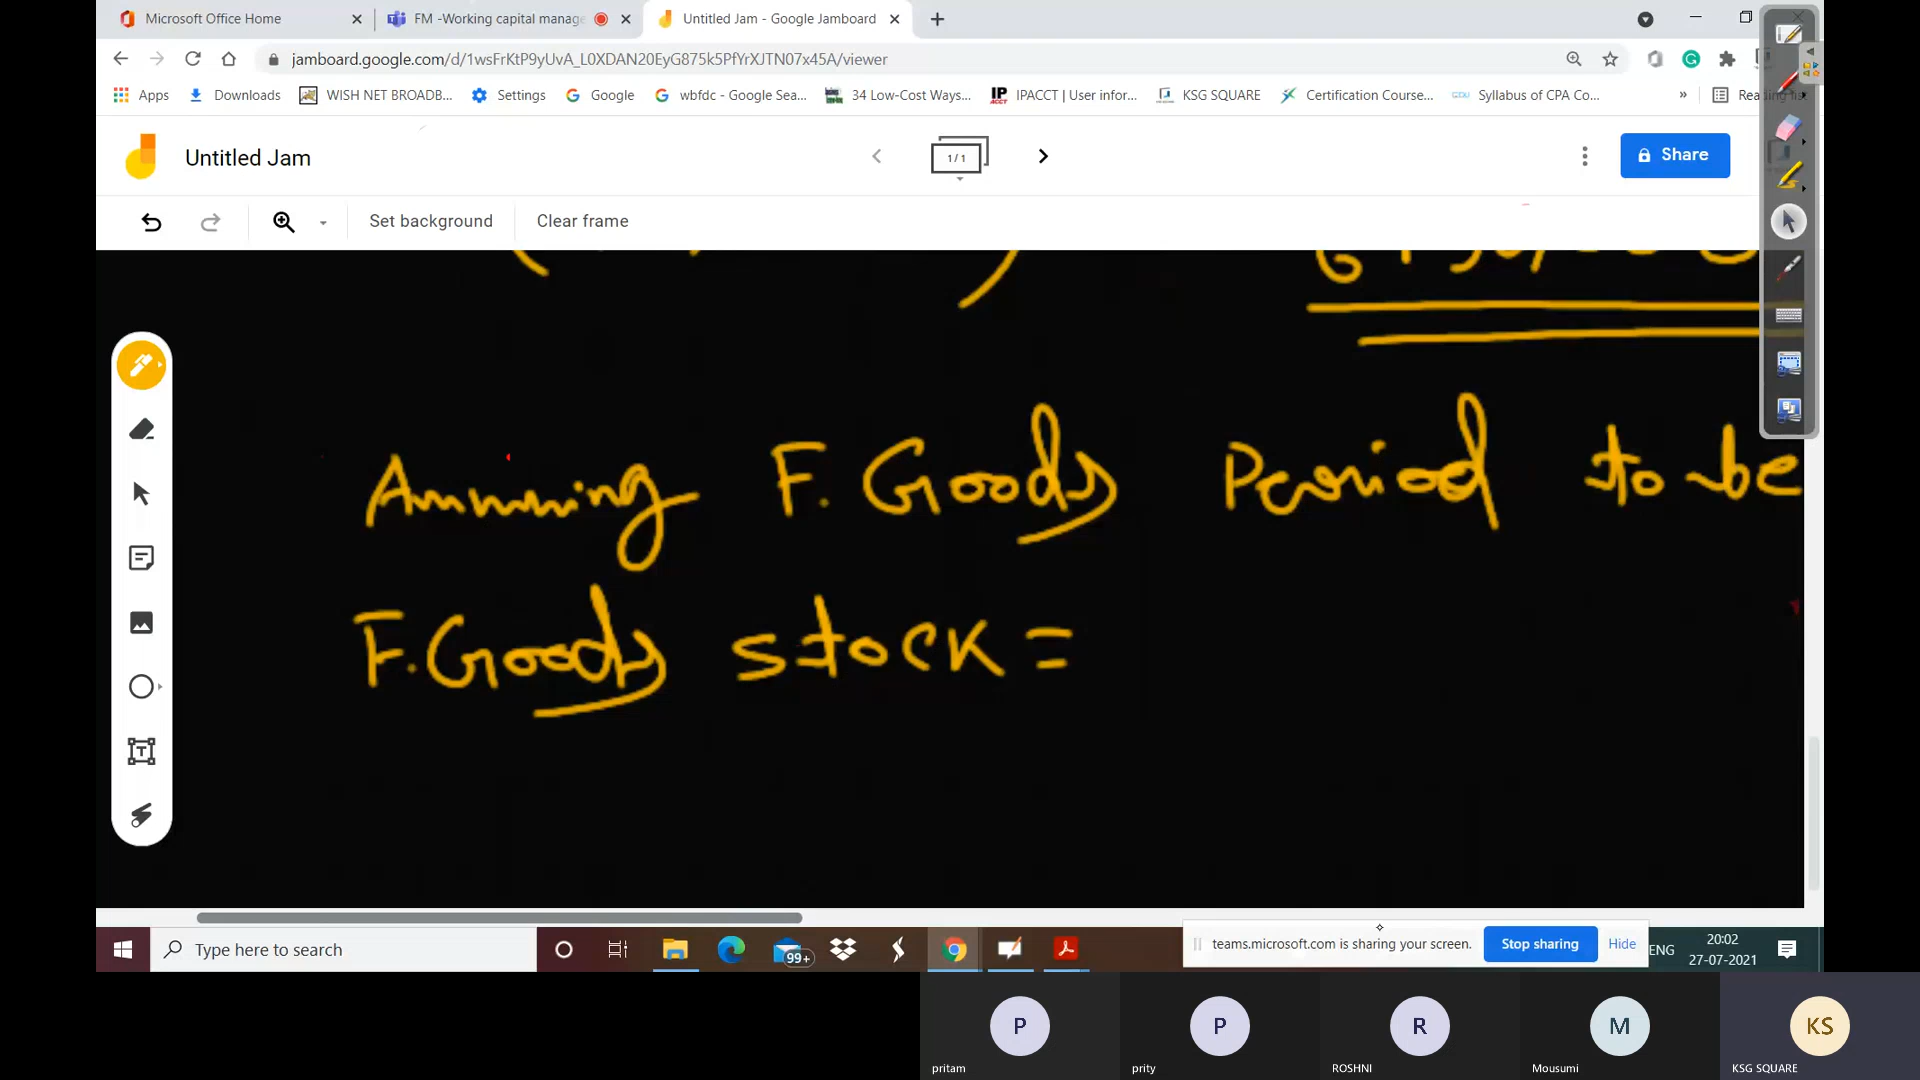 Microsoft Office Home
FM -Working capital manage
Untitled Jam - Google Jamboard
jamboard.google.com/d/1wsFrKtP9yUvA_L0XDAN20EyG875k5PfYrXJTN07x45A/viewer
Apps
Downloads
WISH NET BROADB...
Settings
Google
wbfdc - Google Sea...
34 Low-Cost Ways...
IPACCT | User infor...
KSG SQUARE
Certification Course...
Syllabus of CPA Co...
»
Reading list
Untitled Jam
1 / 1
Share
Set background
Clear frame
Assuming F. Goods Period to be
F. Goods stock =
teams.microsoft.com is sharing your screen.
Stop sharing
Hide
Type here to search
99+
ENG
20:02
27-07-2021
P
P
R
M
KS
pritam
prity
ROSHNI
Mousumi
KSG SQUARE